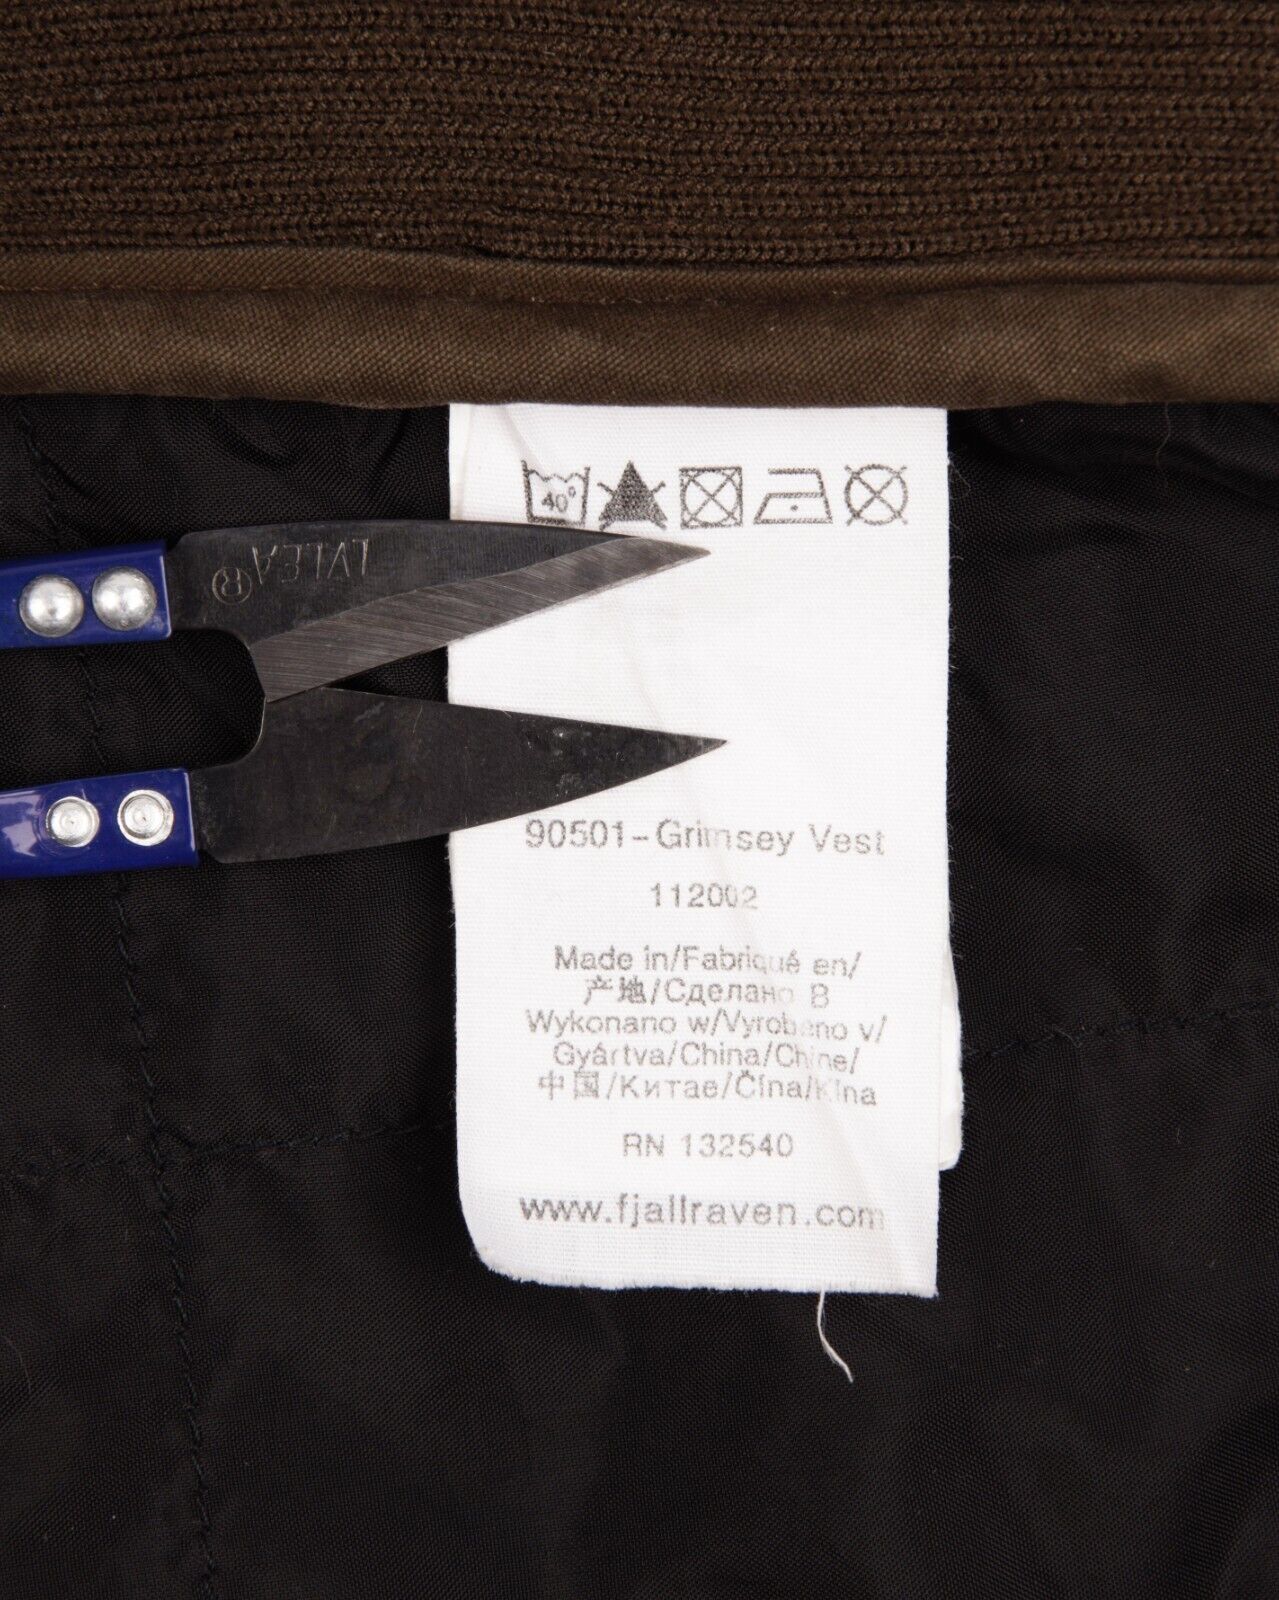 40°
LYLEA ®
90501-Grimsey Vest
112002
Made in/Fabriqué en/
产地/Сделано В
Wykonano w/Vyrobeno v/
Gyártva/China/Chine/
中国/Китае/Čína/Kina
RN 132540
www.fjallraven.com